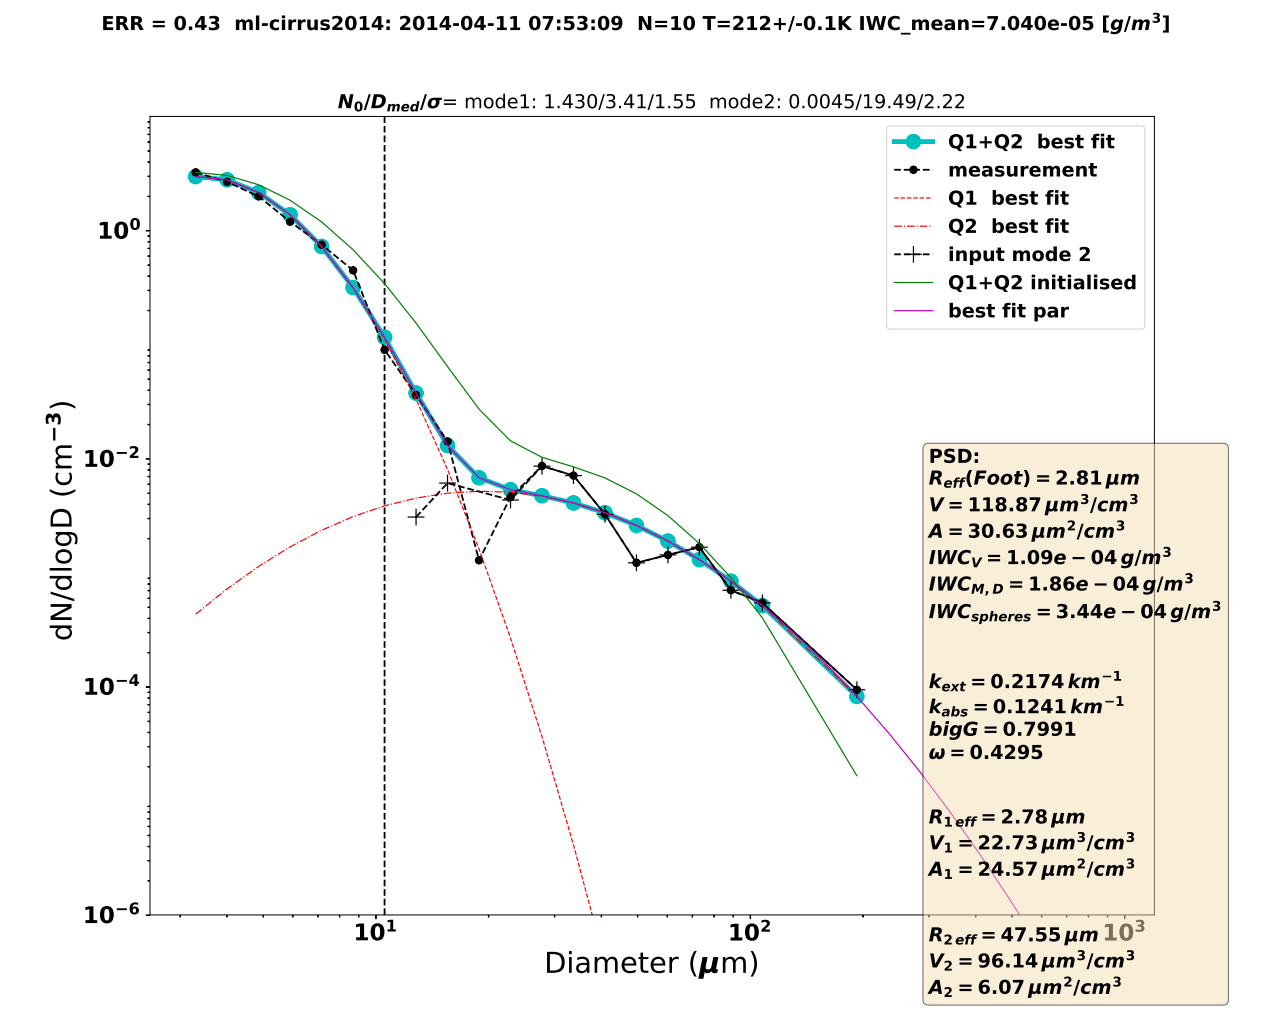 ERR = 0.43  ml-cirrus2014: 2014-04-11 07:53:09  N=10 T=212+/-0.1K IWC_mean=7.040e-05 [g/m³]
N₀/D_med/σ= mode1: 1.430/3.41/1.55  mode2: 0.0045/19.49/2.22
Q1+Q2  best fit
measurement
Q1  best fit
Q2  best fit
input mode 2
Q1+Q2 initialised
best fit par
10⁰
10⁻²
10⁻⁴
10⁻⁶
dN/dlogD (cm⁻³)
10¹
10²
10³
Diameter (μm)
PSD:
R_eff(Foot) = 2.81 μm
V = 118.87 μm³/cm³
A = 30.63 μm²/cm³
IWC_V = 1.09e − 04 g/m³
IWC_M,D = 1.86e − 04 g/m³
IWC_spheres = 3.44e − 04 g/m³
k_ext = 0.2174 km⁻¹
k_abs = 0.1241 km⁻¹
bigG = 0.7991
ω = 0.4295
R₁eff = 2.78 μm
V₁ = 22.73 μm³/cm³
A₁ = 24.57 μm²/cm³
R₂eff = 47.55 μm
V₂ = 96.14 μm³/cm³
A₂ = 6.07 μm²/cm³